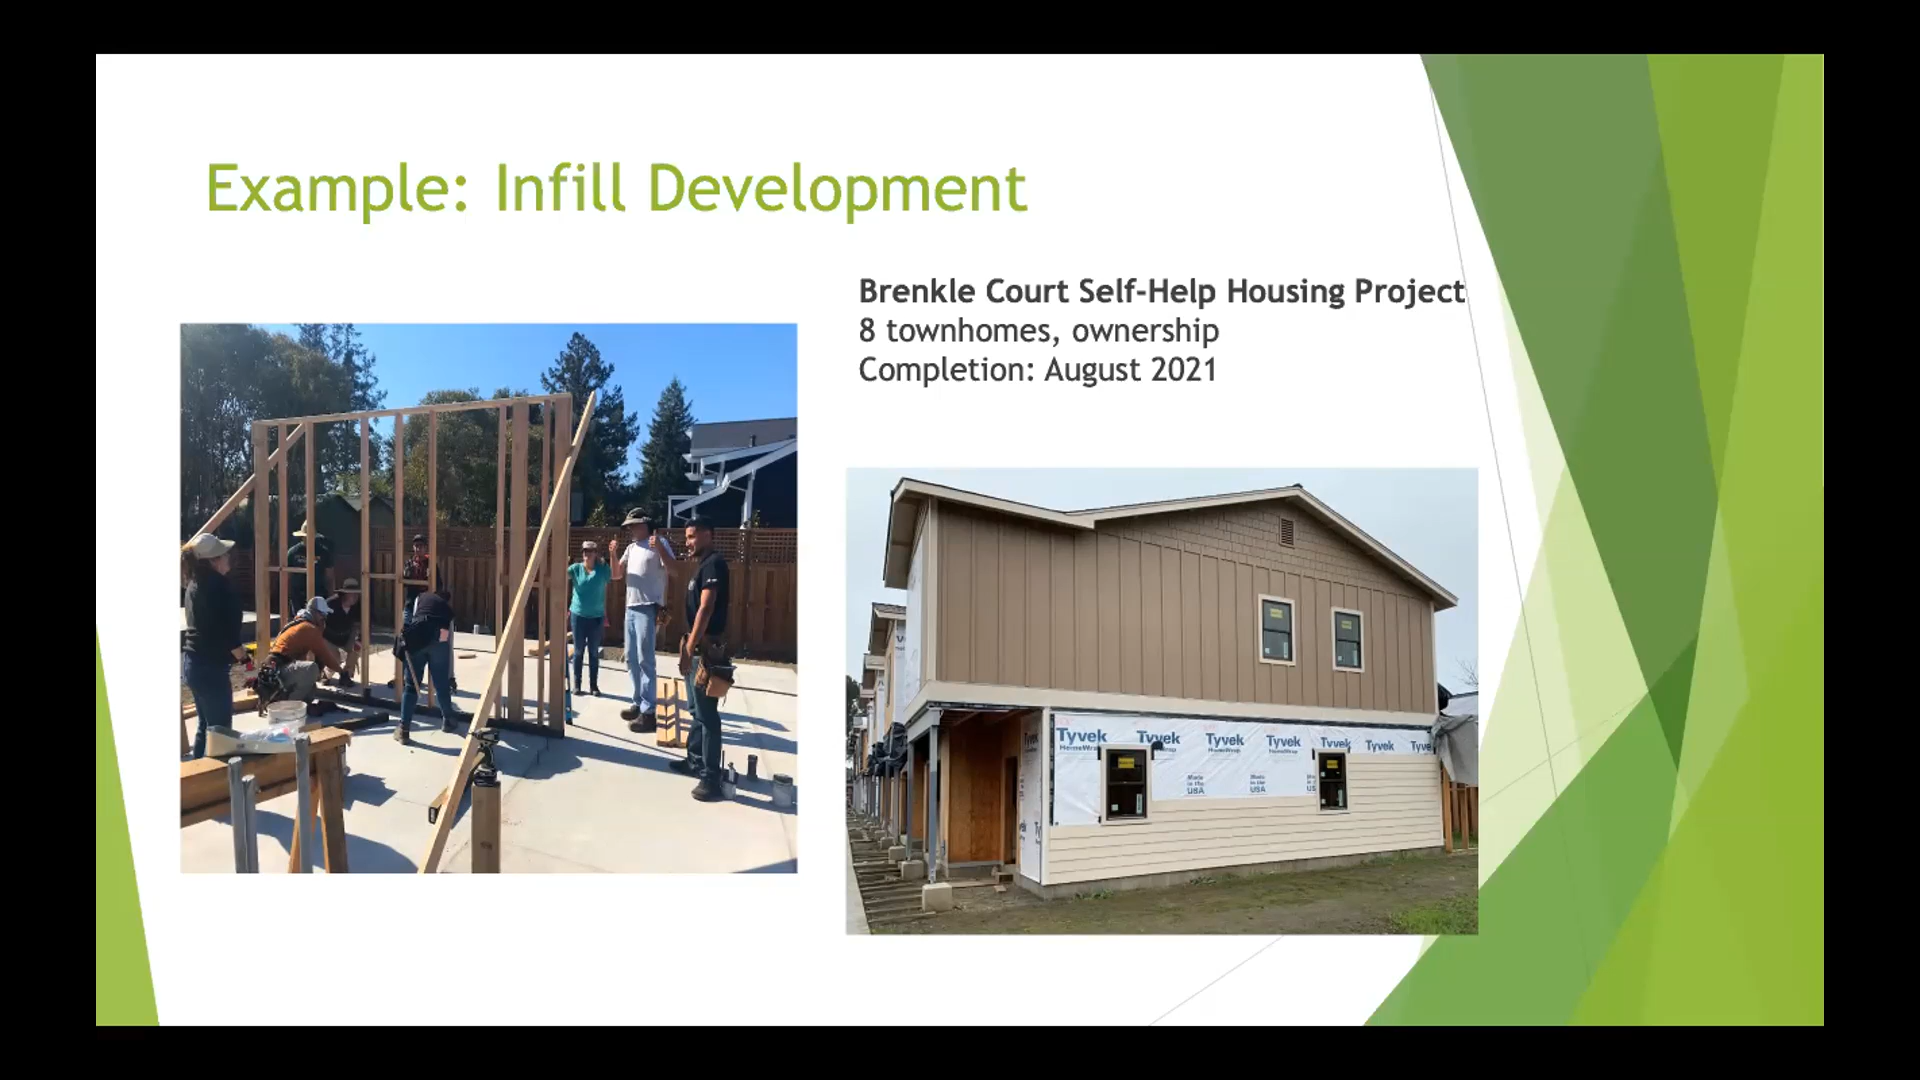 Example: Infill Development
Brenkle Court Self-Help Housing Project
8 townhomes, ownership
Completion: August 2021
Tyvek Tyvek Tyvek Tyvek Tyvek Tyvek Tyve
HomeWrap HomeWrap HomeWrap
Made in the USA Made in the USA